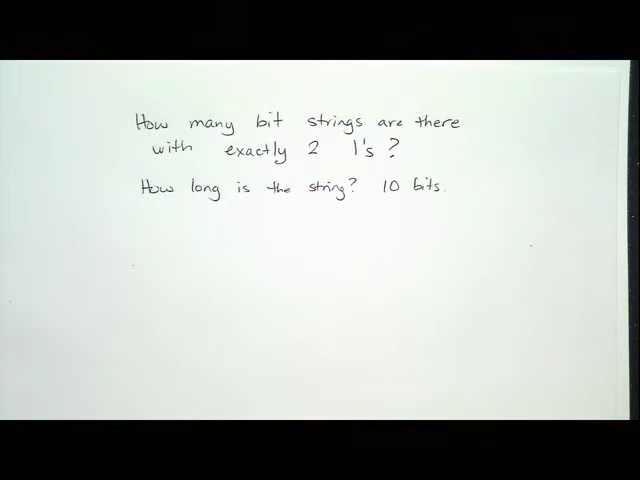 How many bit strings are there
with exactly 2 1's?
How long is the string? 10 bits.